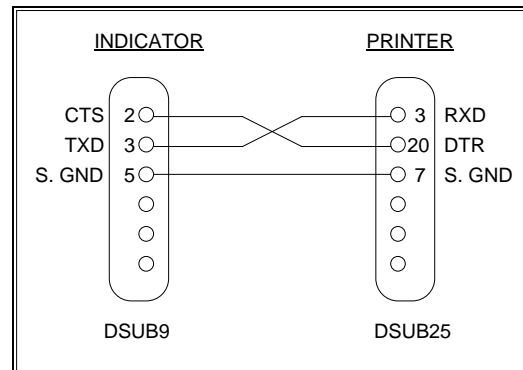 INDICATOR PRINTER
CTS 2 3 RXD
TXD 3 20 DTR
S. GND 5 7 S. GND
DSUB9 DSUB25